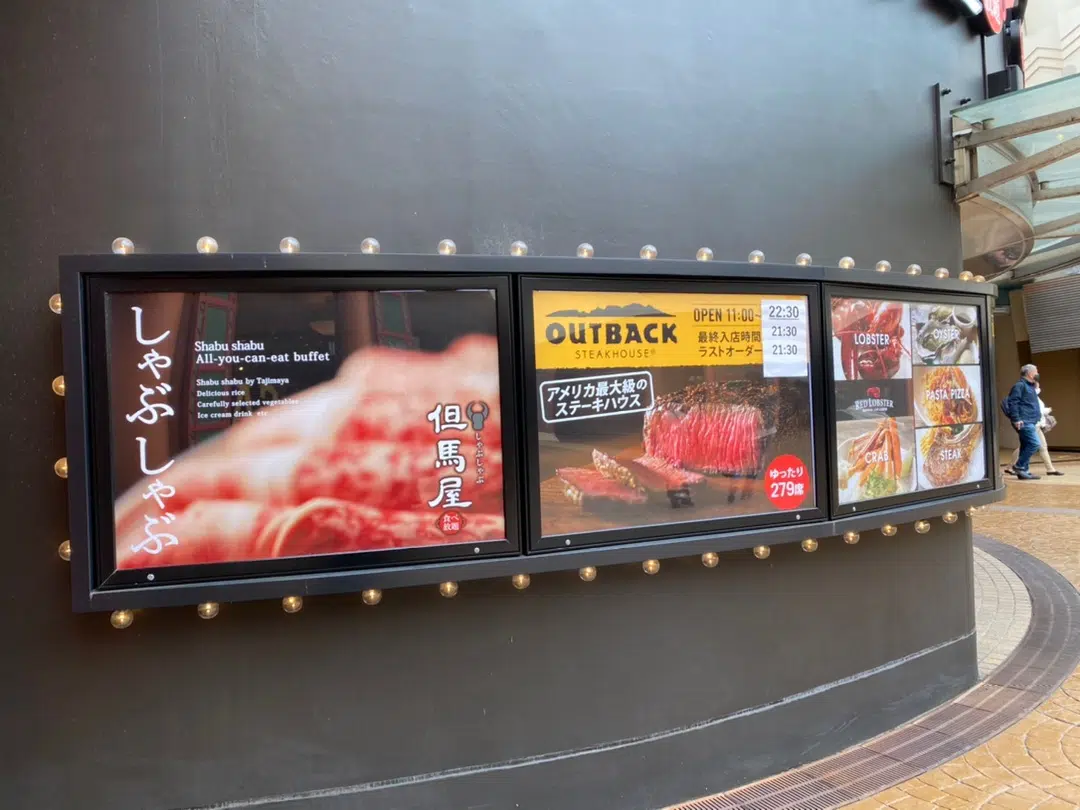 しゃぶしゃぶ
Shabu shabu
All-you-can-eat buffet
Shabu shabu by Tajimaya
Delicious rice
Carefully selected vegetables
Ice cream drink etc
但馬屋
しゃぶしゃぶ
食べ
放題
OUTBACK
STEAKHOUSE®
OPEN 11:00~ 22:30
最終入店時間 21:30
ラストオーダー 21:30
アメリカ最大級の
ステーキハウス
ゆったり
279席
LOBSTER
OYSTER
RED LOBSTER
PASTA PIZZA
CRAB
STEAK